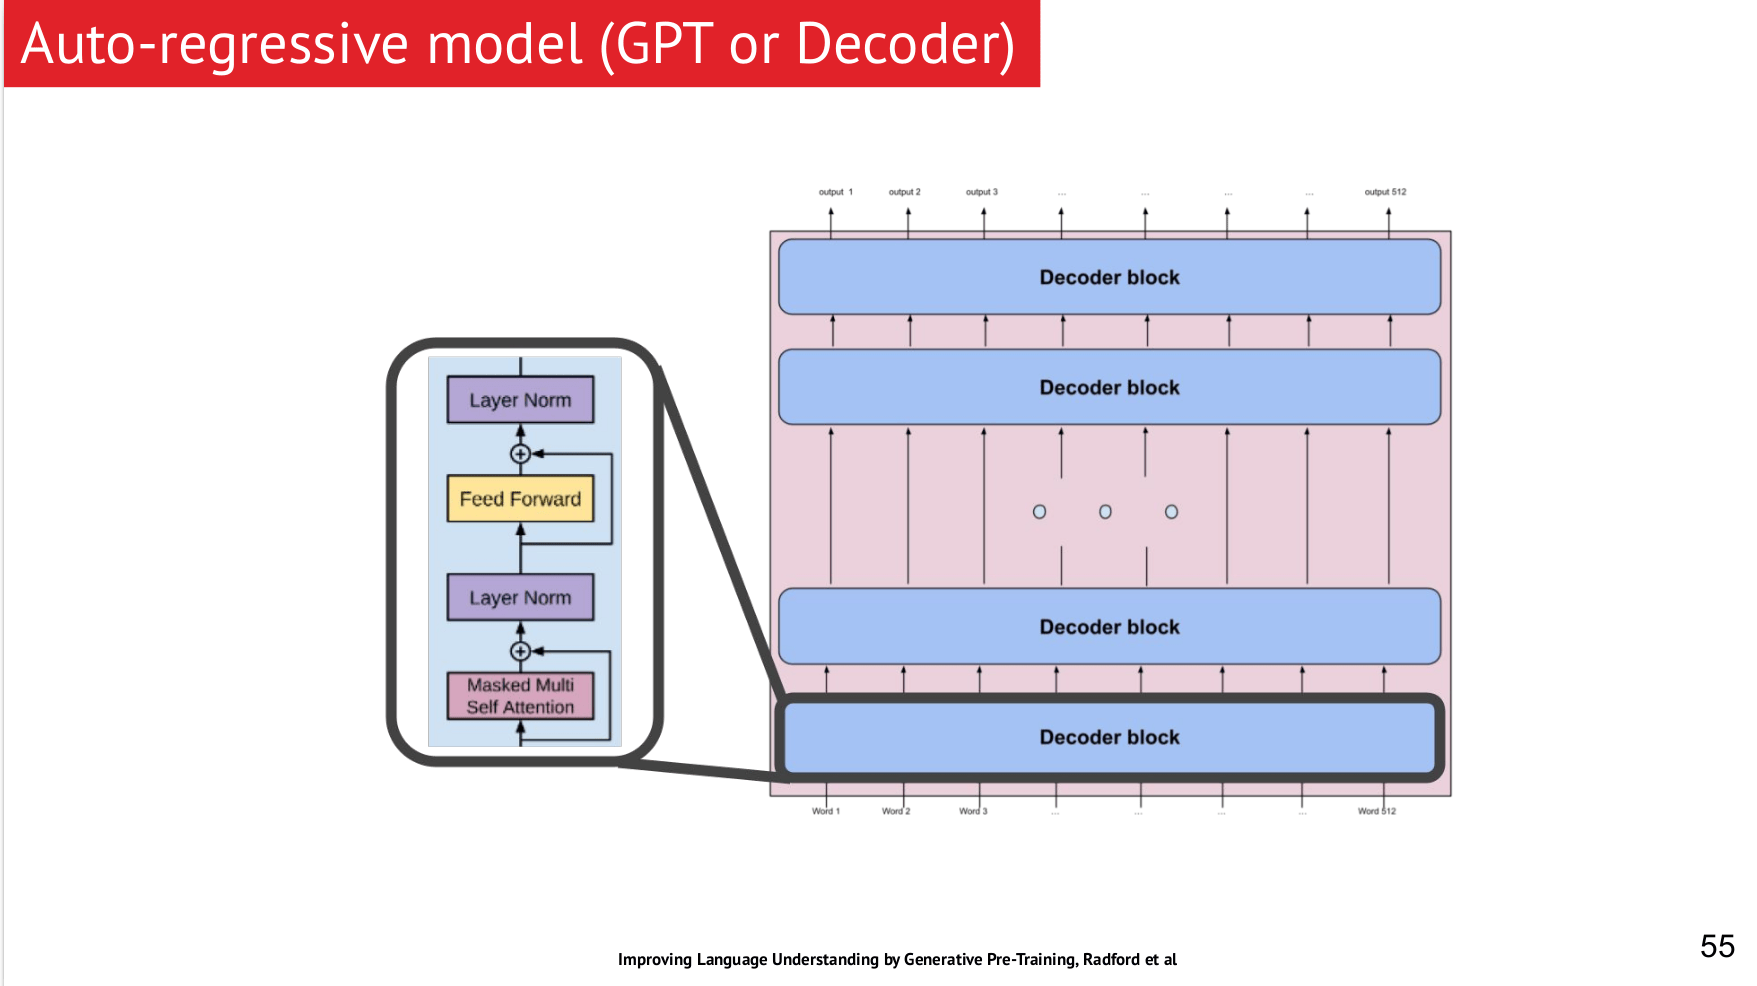 Auto-regressive model (GPT or Decoder)
output 1 output 2 output 3 ... ... ... ... output 512
Decoder block
Decoder block
Layer Norm
Feed Forward
Layer Norm
Masked Multi
Self Attention
Decoder block
Decoder block
Word 1 Word 2 Word 3 ... ... ... ... Word 512
Improving Language Understanding by Generative Pre-Training, Radford et al
55